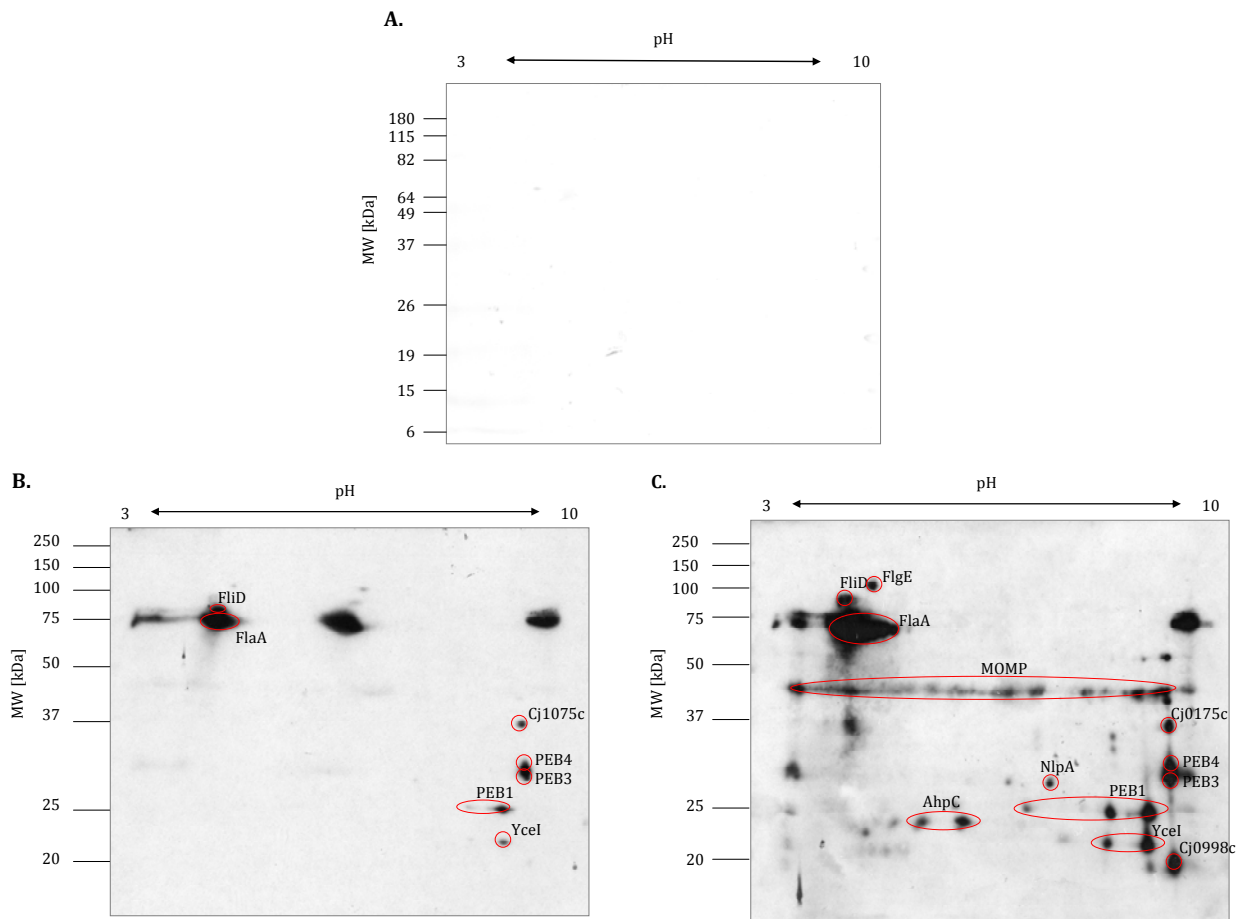 A.
pH
3
10
180
115
82
64
49
37
26
19
15
6
MW [kDa]
B.
pH
3
10
250
150
100
75
50
37
25
20
MW [kDa]
FliD
FlaA
Cj1075c
PEB4
PEB3
PEB1
YceI
C.
pH
3
10
250
150
100
75
50
37
25
20
MW [kDa]
FliD
FlgE
FlaA
MOMP
Cj0175c
PEB4
NlpA
PEB3
PEB1
AhpC
YceI
Cj0998c